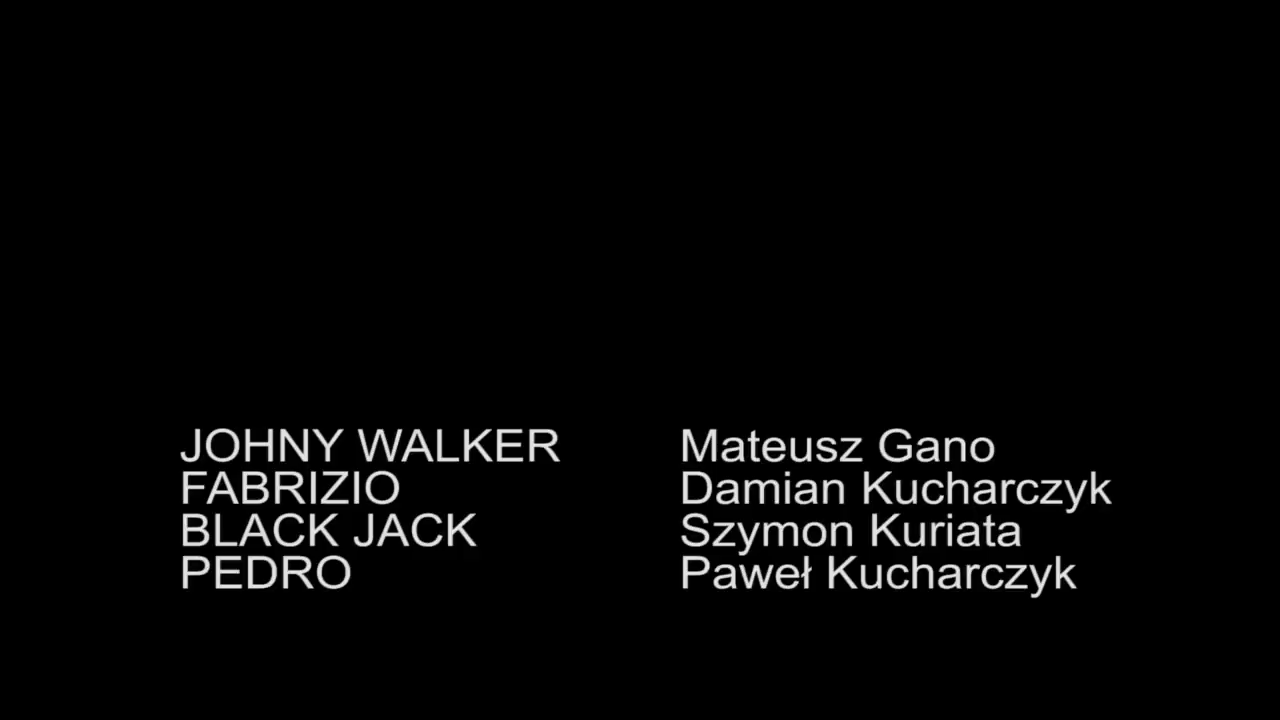 JOHNY WALKER Mateusz Gano
FABRIZIO Damian Kucharczyk
BLACK JACK Szymon Kuriata
PEDRO Paweł Kucharczyk